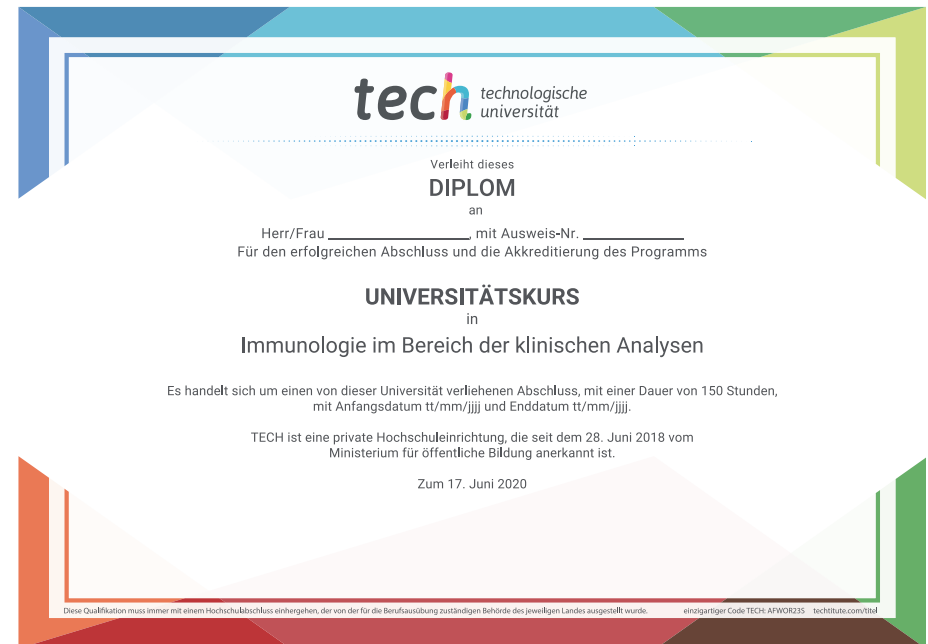 tech technologische
universität
Verleiht dieses
DIPLOM
an
Herr/Frau ____________________, mit Ausweis-Nr. ______________
Für den erfolgreichen Abschluss und die Akkreditierung des Programms
UNIVERSITÄTSKURS
in
Immunologie im Bereich der klinischen Analysen
Es handelt sich um einen von dieser Universität verliehenen Abschluss, mit einer Dauer von 150 Stunden,
mit Anfangsdatum tt/mm/jjjj und Enddatum tt/mm/jjjj.
TECH ist eine private Hochschuleinrichtung, die seit dem 28. Juni 2018 vom
Ministerium für öffentliche Bildung anerkannt ist.
Zum 17. Juni 2020
Diese Qualifikation muss immer mit einem Hochschulabschluss einhergehen, der von der für die Berufsausübung zuständigen Behörde des jeweiligen Landes ausgestellt wurde. einzigartiger Code TECH: AFWOR23S techtitute.com/titel